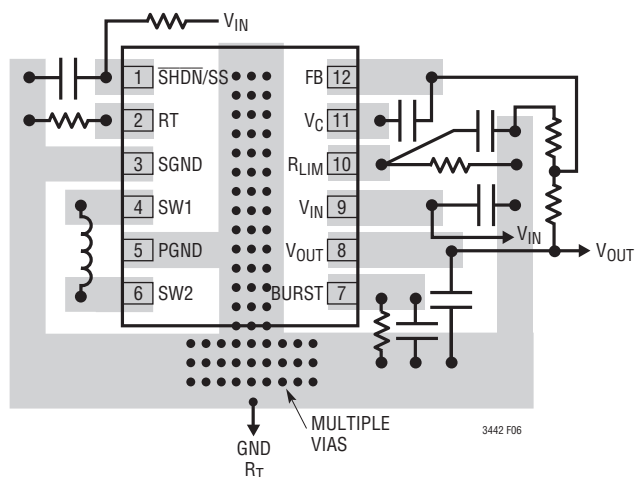 V_IN
1 S̅H̅D̅N̅/SS
FB 12
2 RT
V_C 11
3 SGND
R_LIM 10
4 SW1
V_IN 9
V_IN
5 PGND
V_OUT 8
V_OUT
6 SW2
BURST 7
MULTIPLE
VIAS
GND
R_T
3442 F06